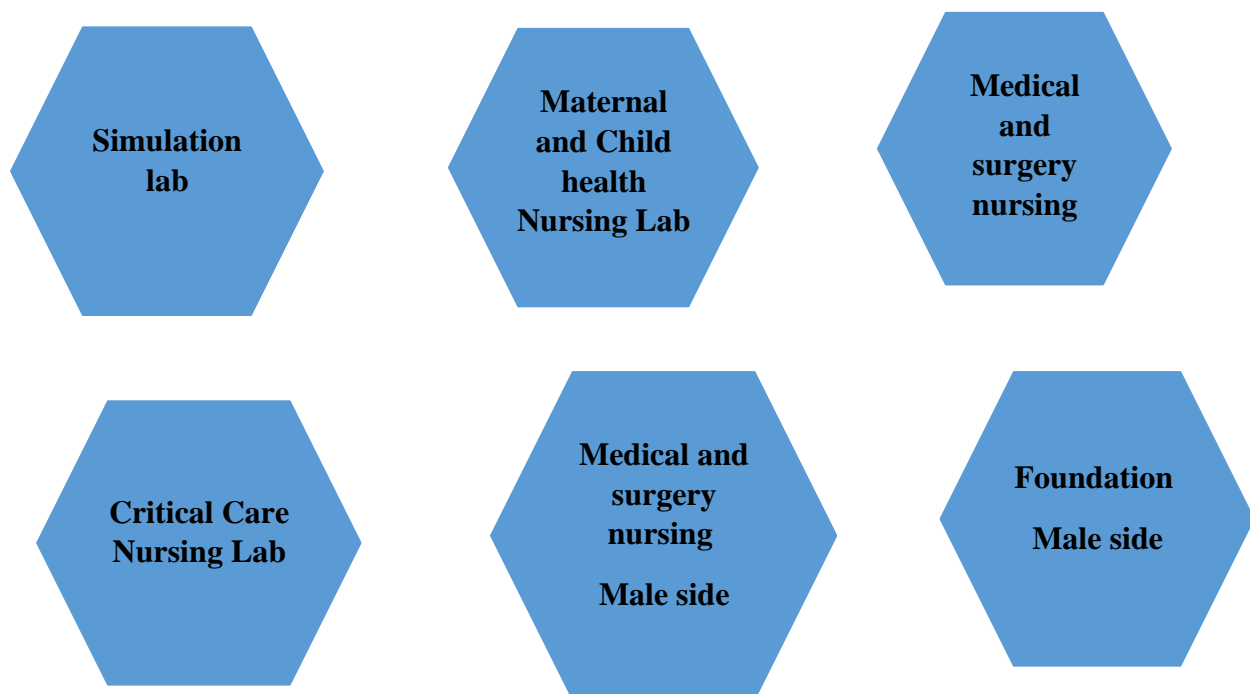 Simulation
lab
Maternal
and Child
health
Nursing Lab
Medical
and
surgery
nursing
Critical Care
Nursing Lab
Medical and
surgery
nursing
Male side
Foundation
Male side